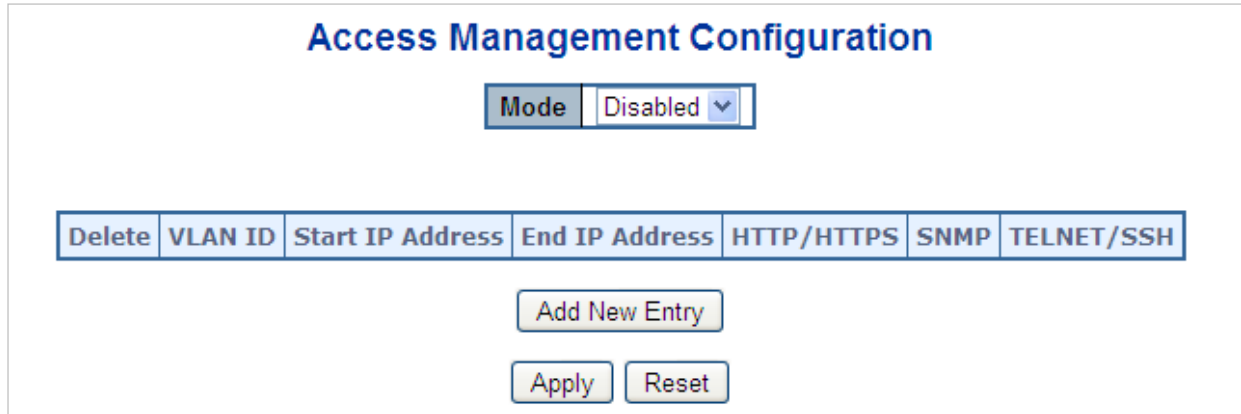 Access Management Configuration
Mode Disabled
Delete VLAN ID Start IP Address End IP Address HTTP/HTTPS SNMP TELNET/SSH
Add New Entry
Apply Reset